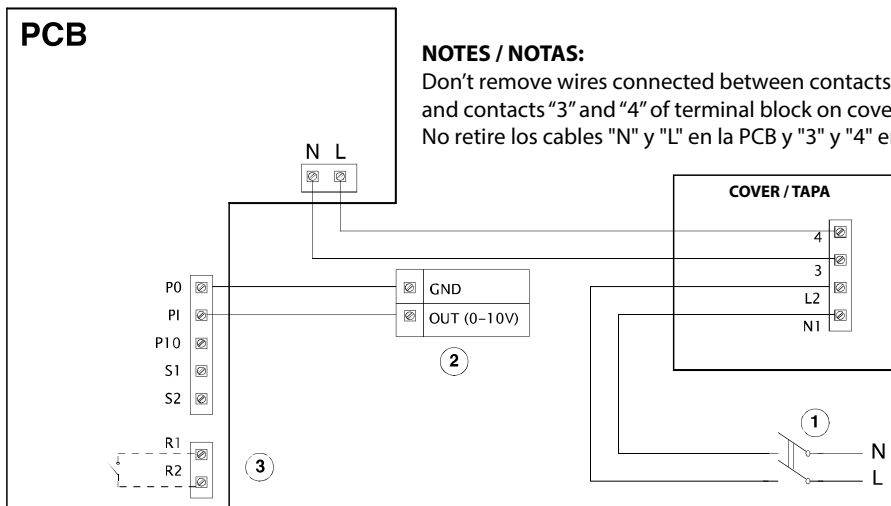 PCB
NOTES / NOTAS:
Don't remove wires connected between contacts
and contacts "3" and "4" of terminal block on cove
No retire los cables "N" y "L" en la PCB y "3" y "4" e
N L
COVER / TAPA
4
3
L2
N1
P0
PI
P10
S1
S2
R1
R2
GND
OUT (0-10V)
2
3
1
N
L